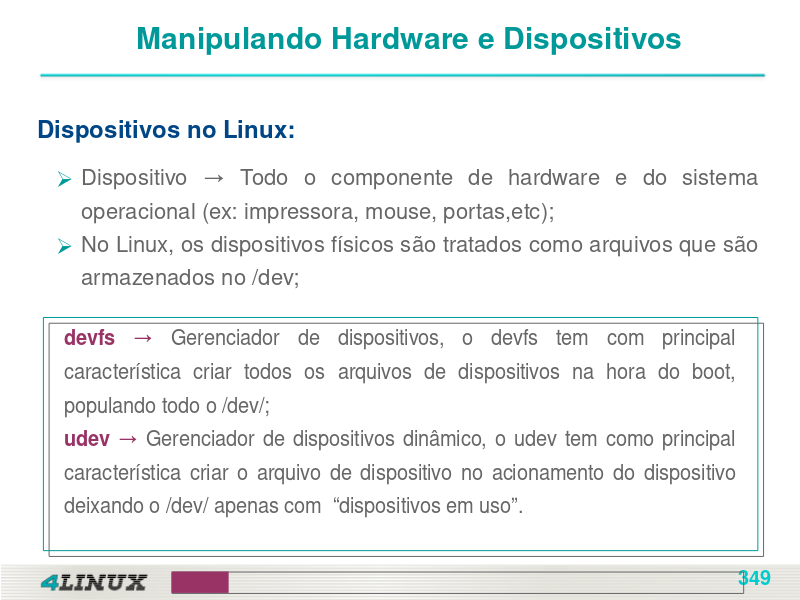 Manipulando Hardware e Dispositivos
Dispositivos no Linux:
➢ Dispositivo → Todo o componente de hardware e do sistema
operacional (ex: impressora, mouse, portas,etc);
➢ No Linux, os dispositivos físicos são tratados como arquivos que são
armazenados no /dev;
devfs → Gerenciador de dispositivos, o devfs tem com principal
característica criar todos os arquivos de dispositivos na hora do boot,
populando todo o /dev/;
udev → Gerenciador de dispositivos dinâmico, o udev tem como principal
característica criar o arquivo de dispositivo no acionamento do dispositivo
deixando o /dev/ apenas com “dispositivos em uso”.
4LINUX
349